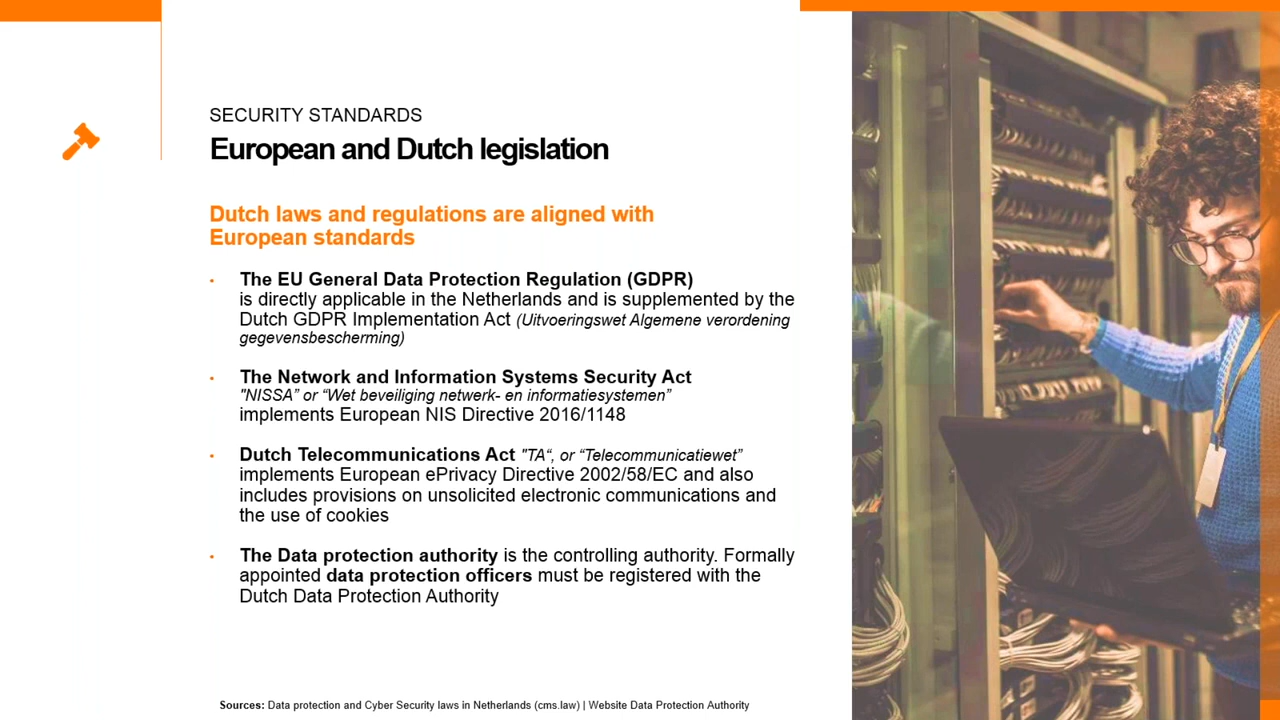 SECURITY STANDARDS
European and Dutch legislation
Dutch laws and regulations are aligned with
European standards
• The EU General Data Protection Regulation (GDPR)
is directly applicable in the Netherlands and is supplemented by the
Dutch GDPR Implementation Act (Uitvoeringswet Algemene verordening
gegevensbescherming)
• The Network and Information Systems Security Act
"NISSA” or “Wet beveiliging netwerk- en informatiesystemen”
implements European NIS Directive 2016/1148
• Dutch Telecommunications Act "TA“, or “Telecommunicatiewet”
implements European ePrivacy Directive 2002/58/EC and also
includes provisions on unsolicited electronic communications and
the use of cookies
• The Data protection authority is the controlling authority. Formally
appointed data protection officers must be registered with the
Dutch Data Protection Authority
Sources: Data protection and Cyber Security laws in Netherlands (cms.law) | Website Data Protection Authority